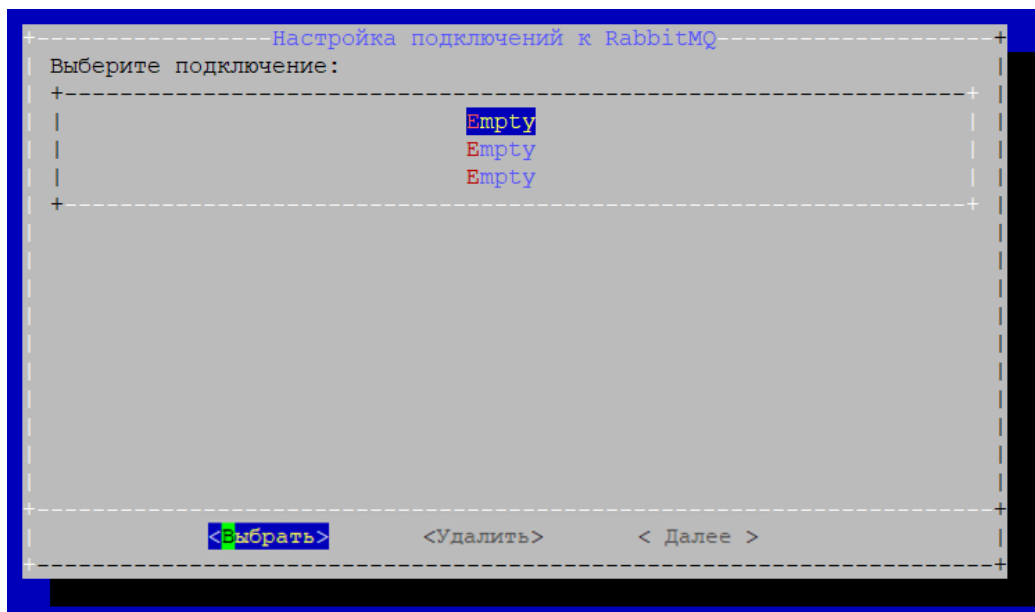 Настройка подключений к RabbitMQ
Выберите подключение:
Empty
Empty
Empty
<Выбрать> <Удалить> < Далее >